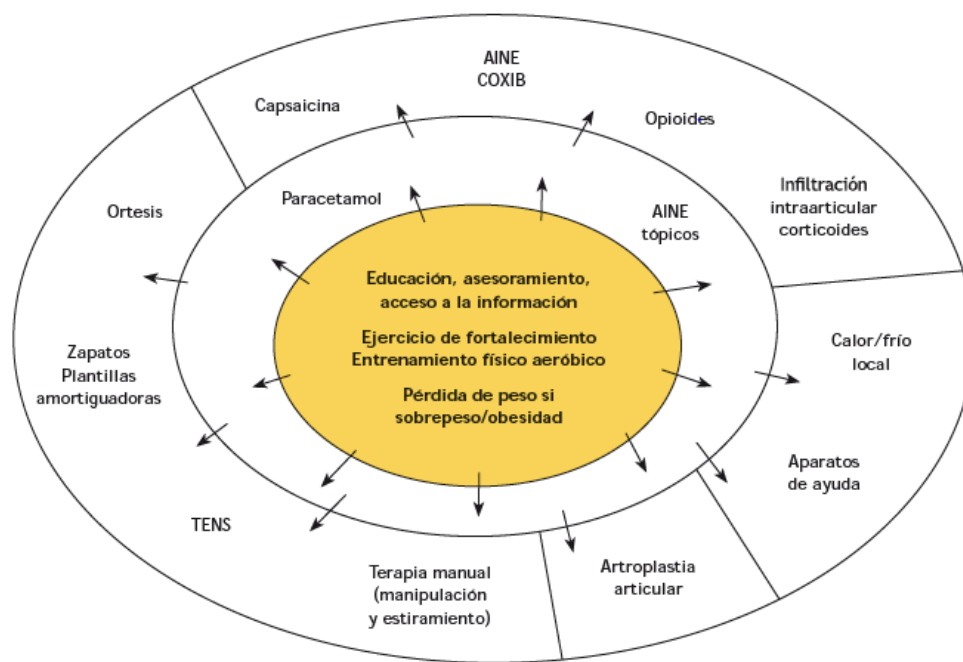 AINE
COXIB
Capsaicina
Opioides
Infiltración
intraarticular
corticoides
Ortesis
Paracetamol
AINE
tópicos
Educación, asesoramiento,
acceso a la información
Ejercicio de fortalecimiento
Entrenamiento físico aeróbico
Pérdida de peso si
sobrepeso/obesidad
Zapatos
Plantillas
amortiguadoras
Calor/frío
local
Aparatos
de ayuda
TENS
Terapia manual
(manipulación
y estiramiento)
Artroplastia
articular